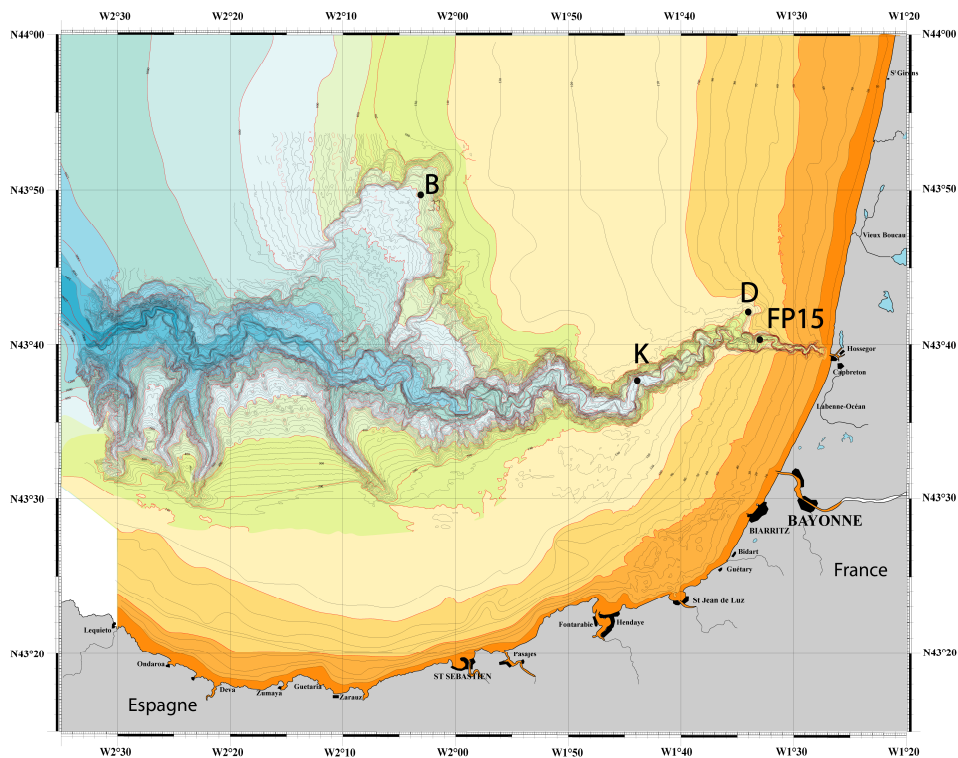 W2°30 W2°20 W2°10 W2°00 W1°50 W1°40 W1°30 W1°20
N44°00 N44°00
St Girons
B
N43°50 N43°50
Vieux Boucau
D
FP15
K
N43°40 N43°40
Hossegor
Capbreton
Labenne-Océan
N43°30 N43°30
BAYONNE
BIARRITZ
Bidart
France
Guétary
St Jean de Luz
Fontarabie Hendaye
Lequieto
N43°20 N43°20
Pasajes
Ondaroa
ST SEBASTIEN
Deva Zumaya Guetaria Zarauz
Espagne
W2°30 W2°20 W2°10 W2°00 W1°50 W1°40 W1°30 W1°20